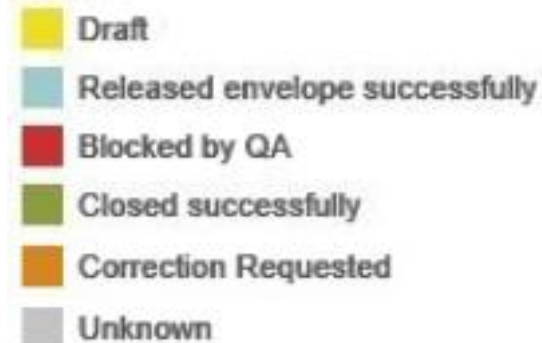 Draft
Released envelope successfully
Blocked by QA
Closed successfully
Correction Requested
Unknown